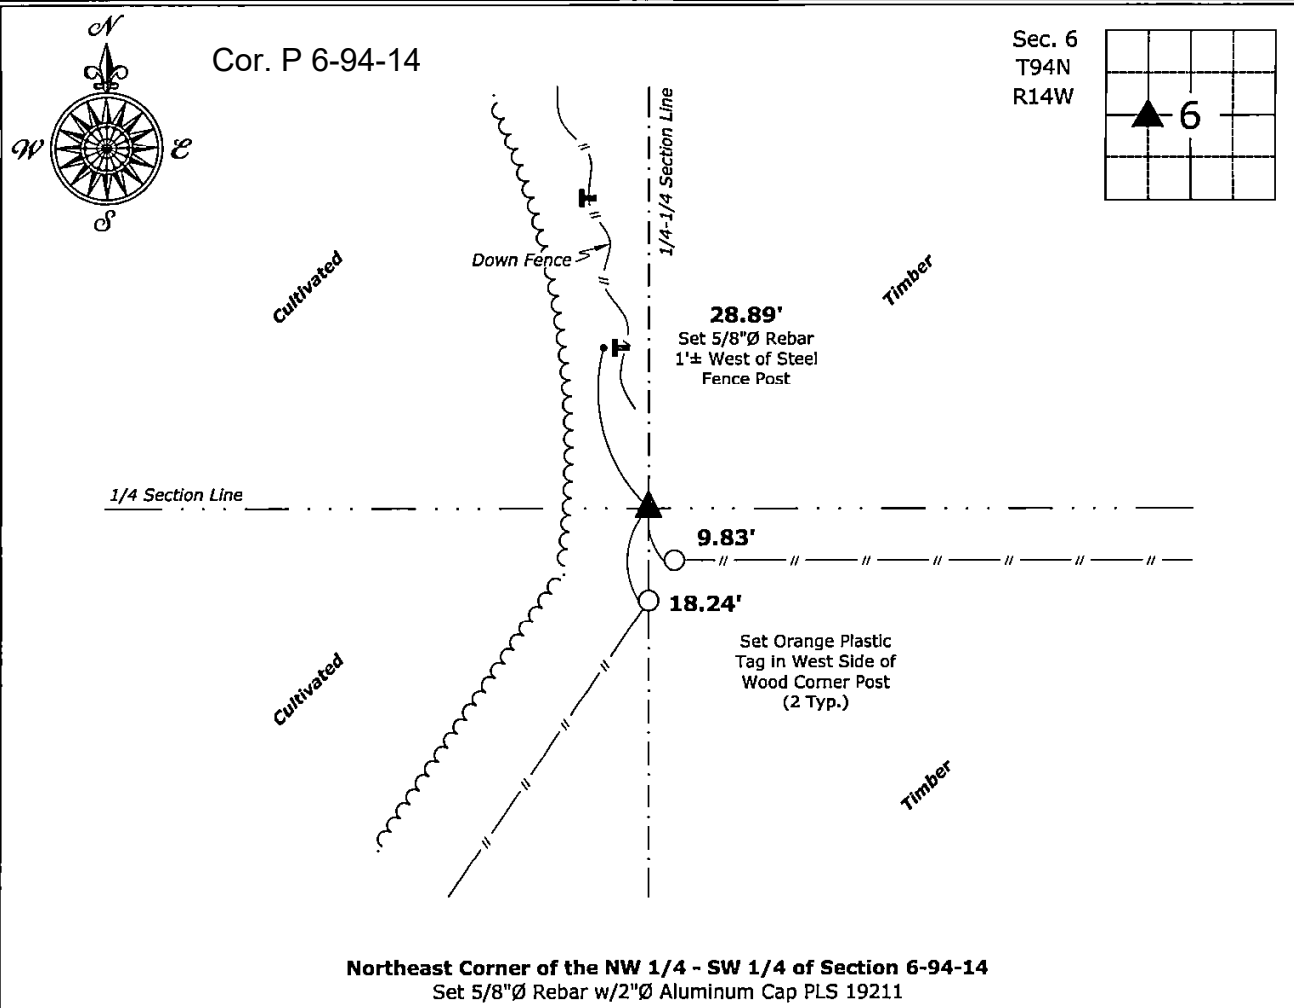 N
W
E
S
Cor. P 6-94-14
Sec. 6
T94N
R14W
6
1/4-1/4 Section Line
Down Fence
Cultivated
Timber
28.89'
Set 5/8"Ø Rebar
1'± West of Steel
Fence Post
1/4 Section Line
9.83'
18.24'
Set Orange Plastic
Tag in West Side of
Wood Corner Post
(2 Typ.)
Cultivated
Timber
Northeast Corner of the NW 1/4 - SW 1/4 of Section 6-94-14
Set 5/8"Ø Rebar w/2"Ø Aluminum Cap PLS 19211